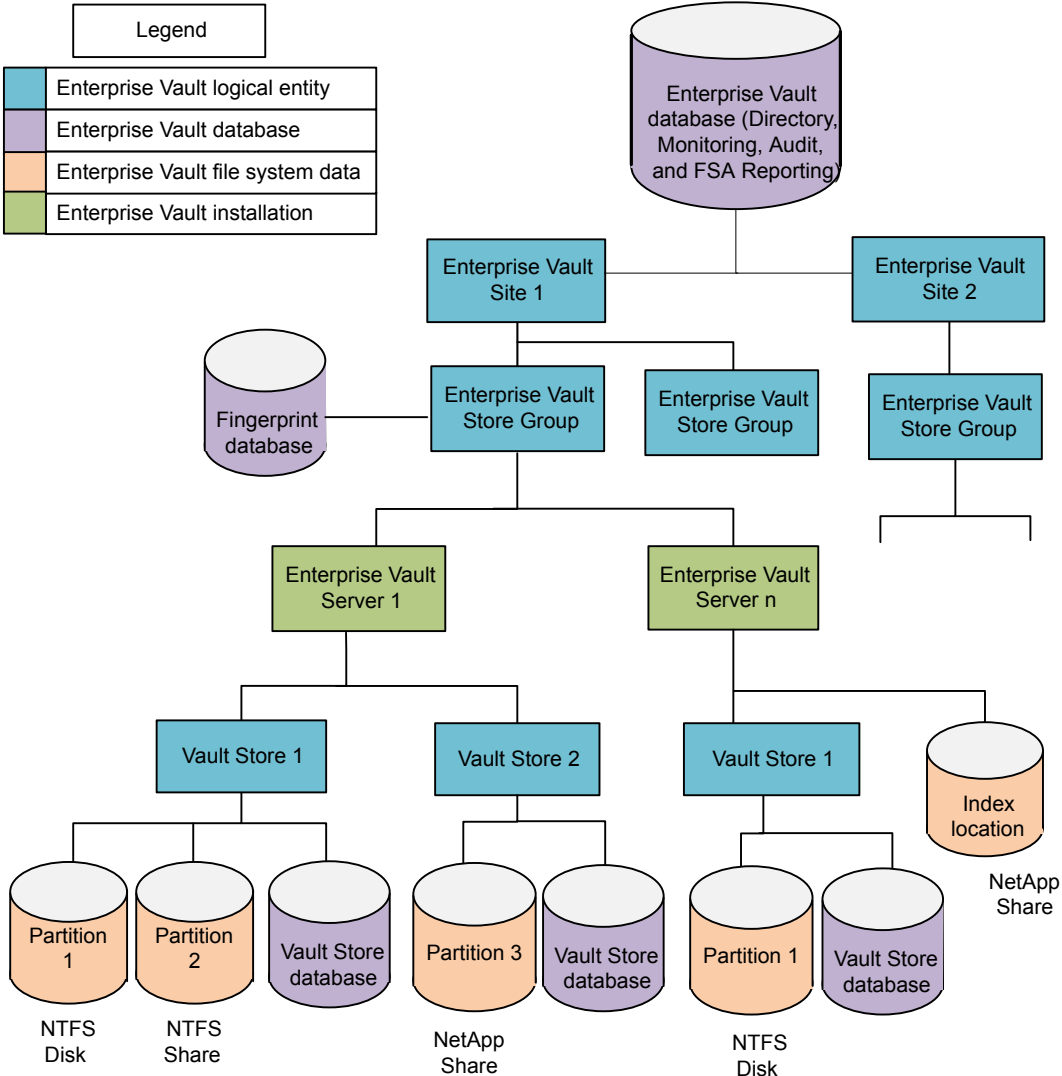 Legend
Enterprise Vault logical entity
Enterprise Vault database
Enterprise Vault file system data
Enterprise Vault installation
Enterprise Vault
database (Directory,
Monitoring, Audit,
and FSA Reporting)
Enterprise Vault
Site 1
Enterprise Vault
Site 2
Fingerprint
database
Enterprise Vault
Store Group
Enterprise Vault
Store Group
Enterprise Vault
Store Group
Enterprise Vault
Server 1
Enterprise Vault
Server n
Vault Store 1
Vault Store 2
Vault Store 1
Index
location
NetApp
Share
Partition
1
Partition
2
Vault Store
database
Partition 3
Vault Store
database
Partition 1
Vault Store
database
NTFS
Disk
NTFS
Share
NetApp
Share
NTFS
Disk